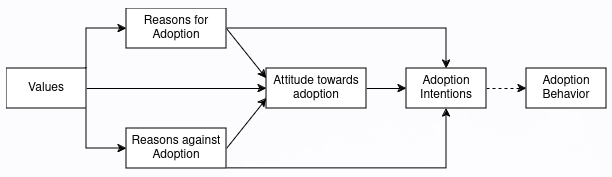 Reasons for
Adoption
Values
Attitude towards
adoption
Adoption
Intentions
Adoption
Behavior
Reasons against
Adoption